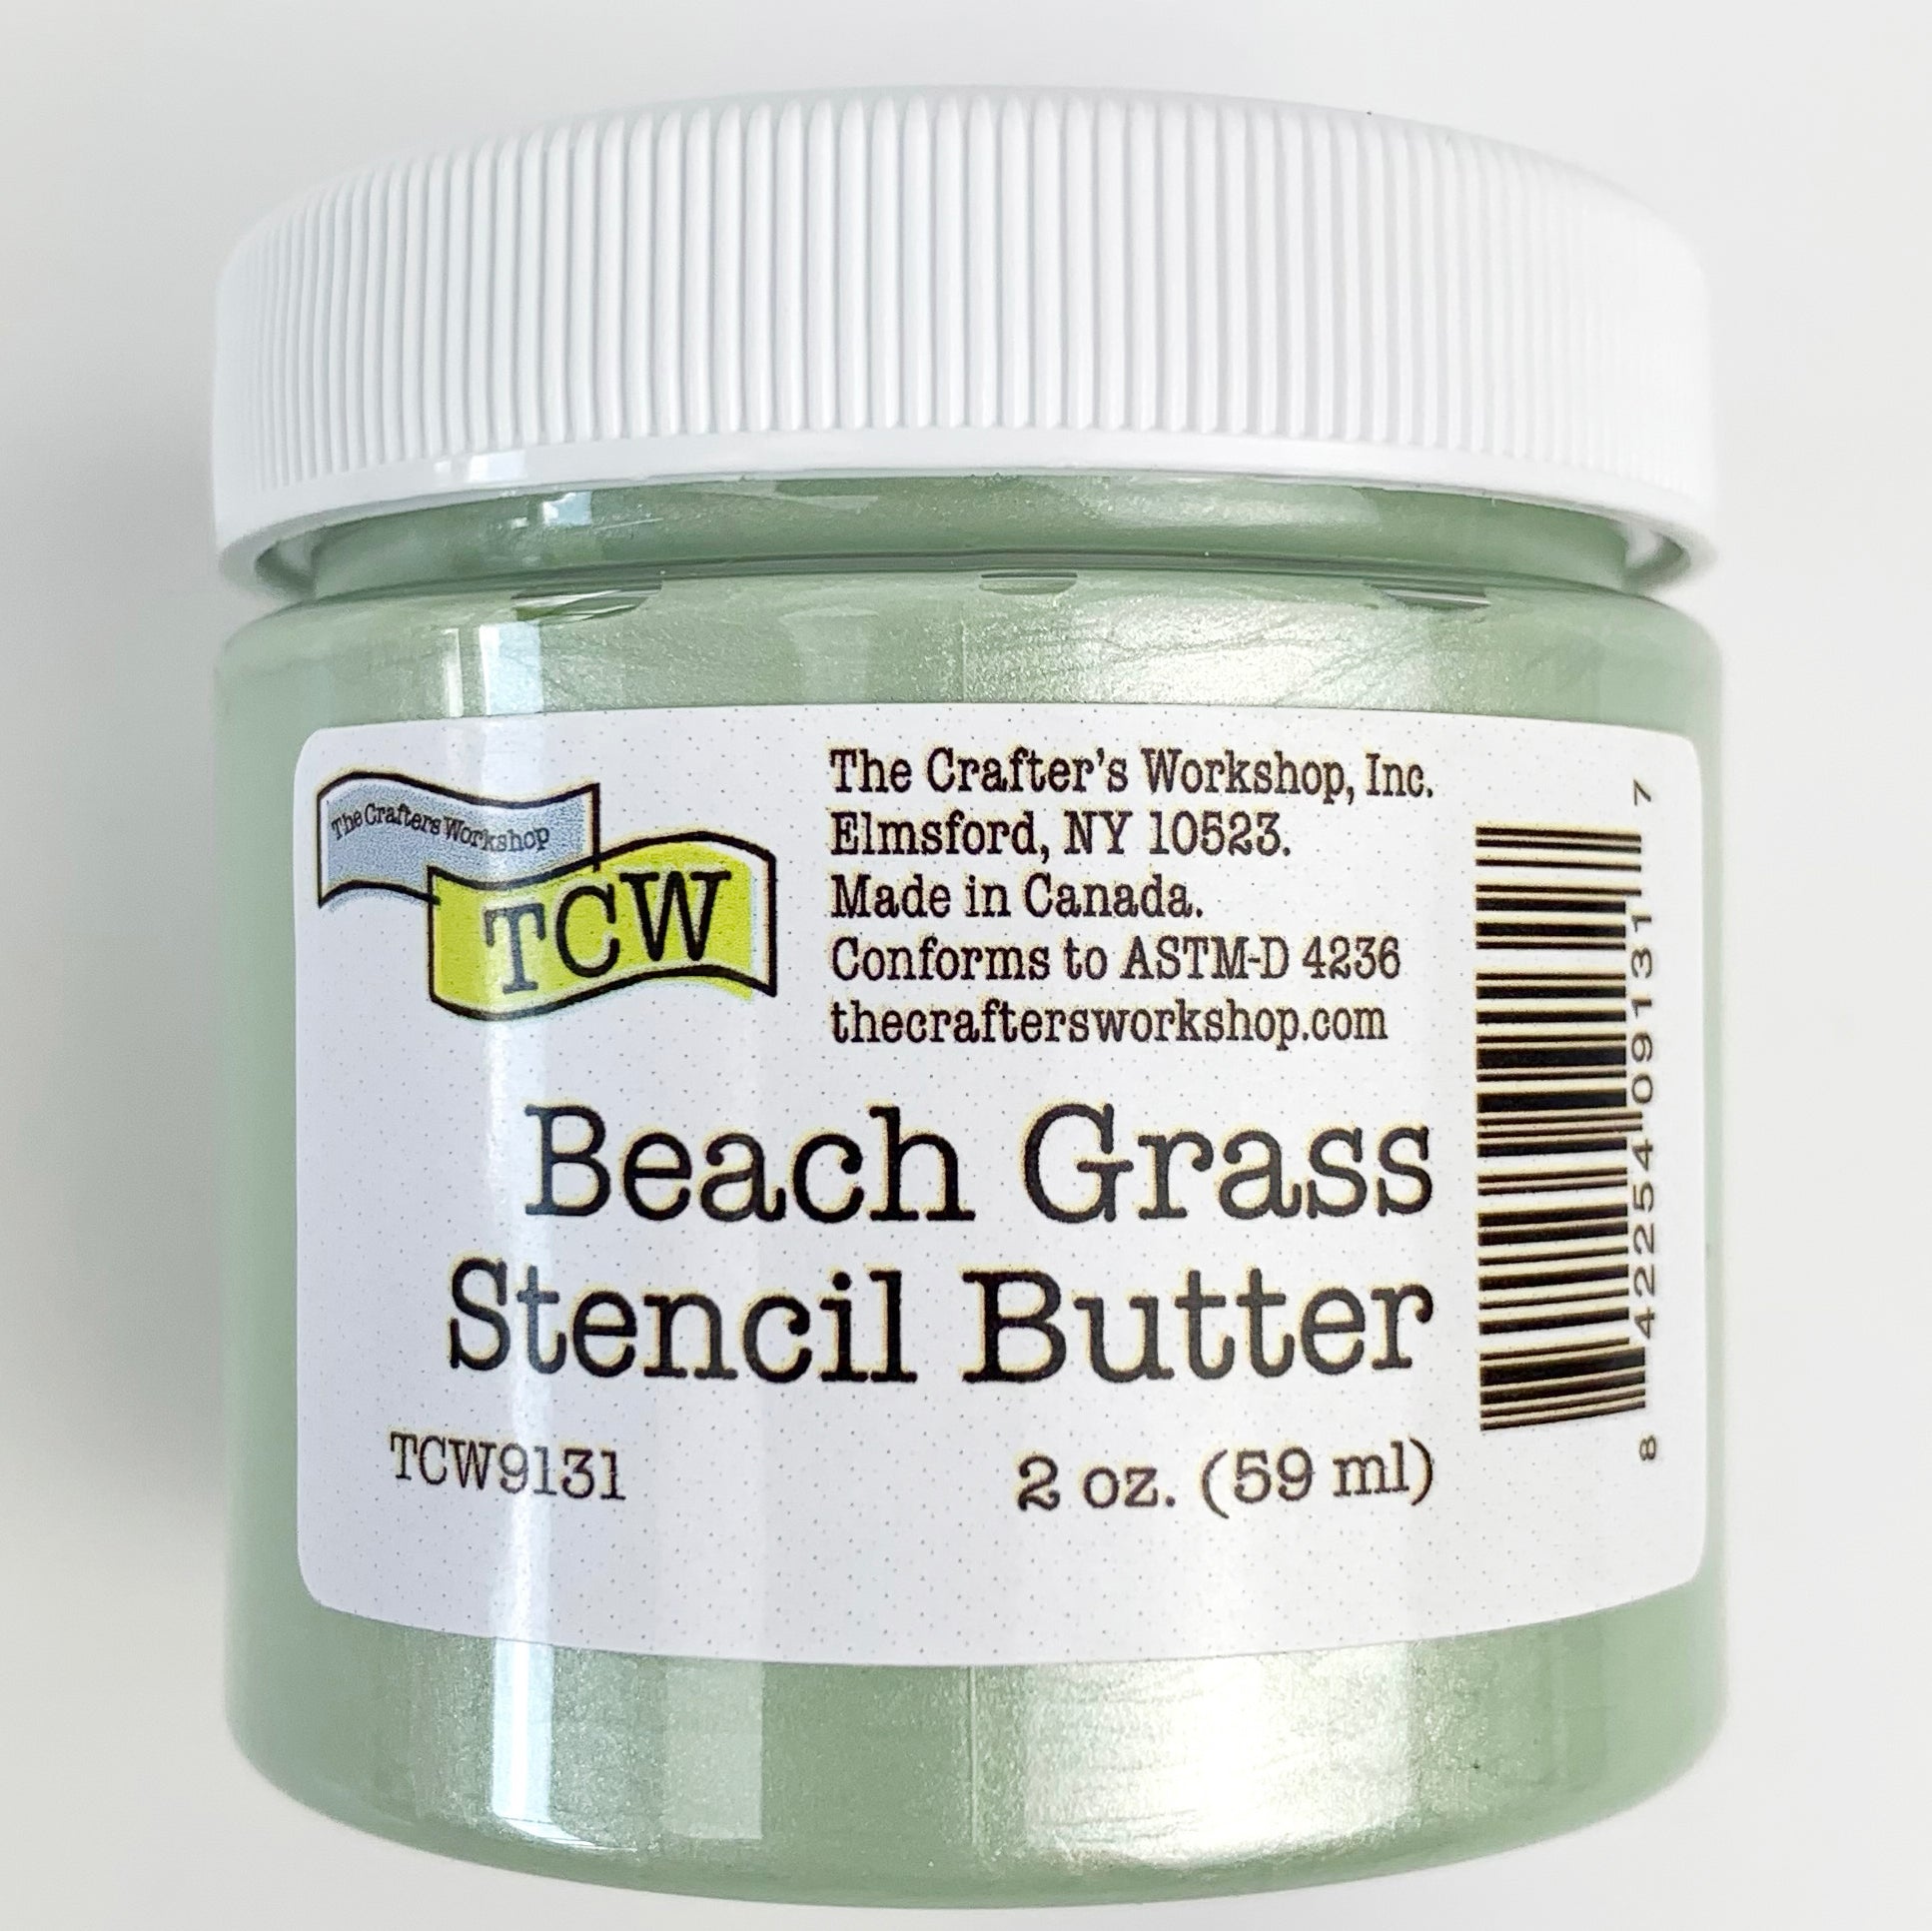 The Crafters Workshop
TCW
The Crafter's Workshop, Inc.
Elmsford, NY 10523.
Made in Canada.
Conforms to ASTM-D 4236
thecraftersworkshop.com
Beach Grass
Stencil Butter
TCW9131
2 oz. (59 ml)
8 42254 09131 7